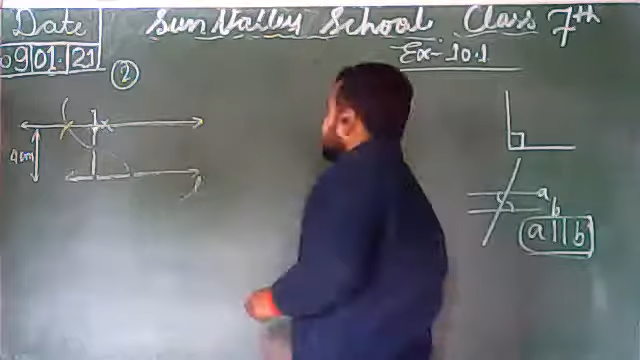 Date
09|01.|21
Sun Valley School Class 7th
Ex-10.1
②
4cm
l
a
b
a||b